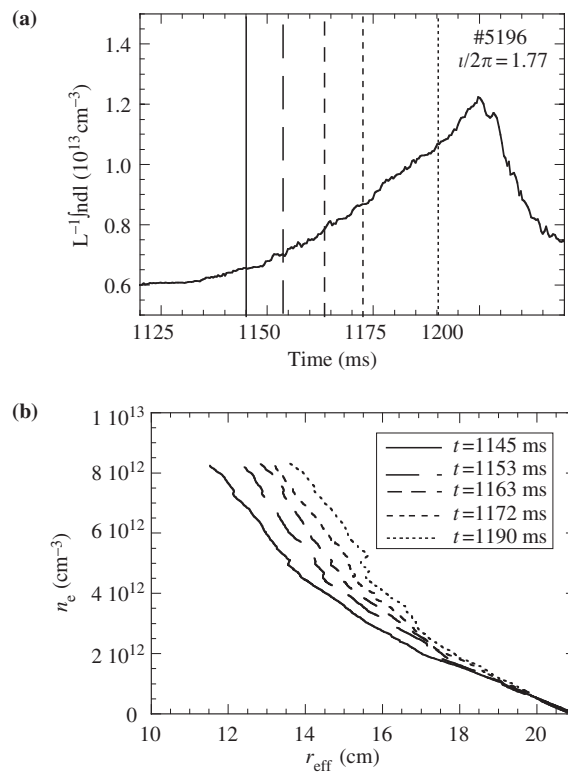 (a)
#5196
ι/2π=1.77
L⁻¹∫ndl (10¹³cm⁻³)
1.4
1.2
1.0
0.8
0.6
1125 1150 1175 1200
Time (ms)
(b)
nₑ (cm⁻³)
1 10¹³
8 10¹²
6 10¹²
4 10¹²
2 10¹²
0
t=1145 ms
t=1153 ms
t=1163 ms
t=1172 ms
t=1190 ms
10 12 14 16 18 20
r_eff (cm)